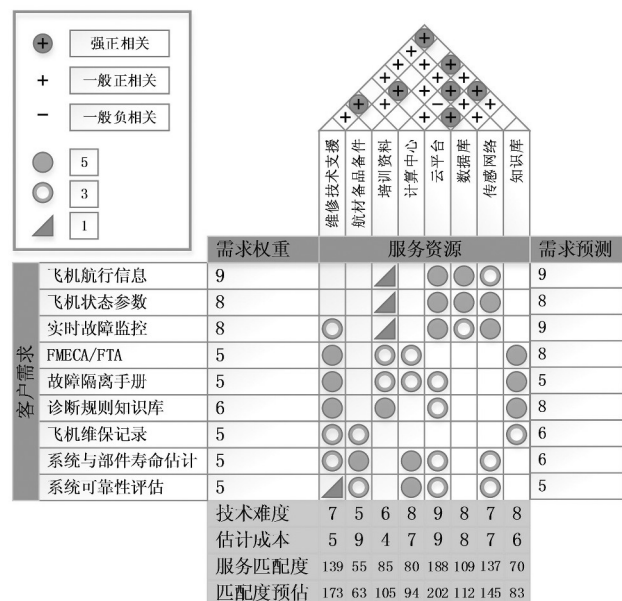 强正相关
+ 一般正相关
- 一般负相关
5
3
1
维修技术支援
航材备品备件
培训资料
计算中心
云平台
数据库
传感网络
知识库
需求权重 服务资源 需求预测
客户需求
飞机航行信息 9 9
飞机状态参数 8 8
实时故障监控 8 9
FMECA/FTA 5 8
故障隔离手册 5 5
诊断规则知识库 6 8
飞机维保记录 5 6
系统与部件寿命估计 5 6
系统可靠性评估 5 5
技术难度 7 5 6 8 9 8 7 8
估计成本 5 9 4 7 9 8 7 6
服务匹配度 139 55 85 80 188 109 137 70
匹配度预估 173 63 105 94 202 112 145 83